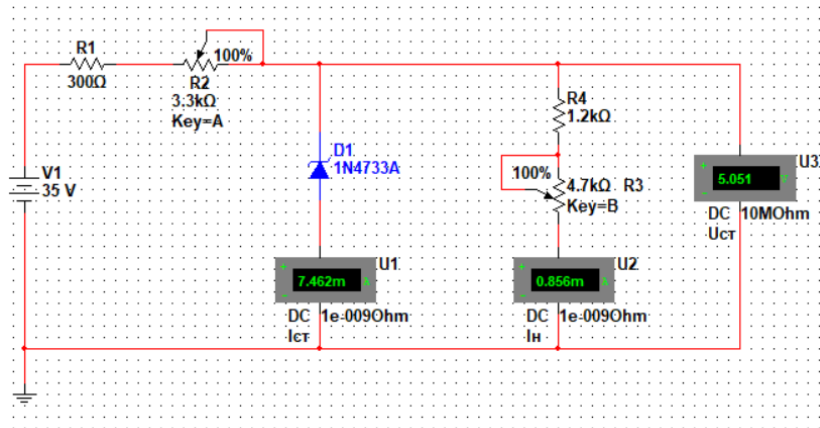 R1
300Ω
100%
R2
3.3kΩ
Key=A
V1
35 V
D1
1N4733A
R4
1.2kΩ
100%
4.7kΩ R3
Key=B
+
5.051 V
-
U3
DC 10MOhm
Uст
+
7.462m A
-
U1
DC 1e-009Ohm
Iст
+
0.856m A
-
U2
DC 1e-009Ohm
Iн